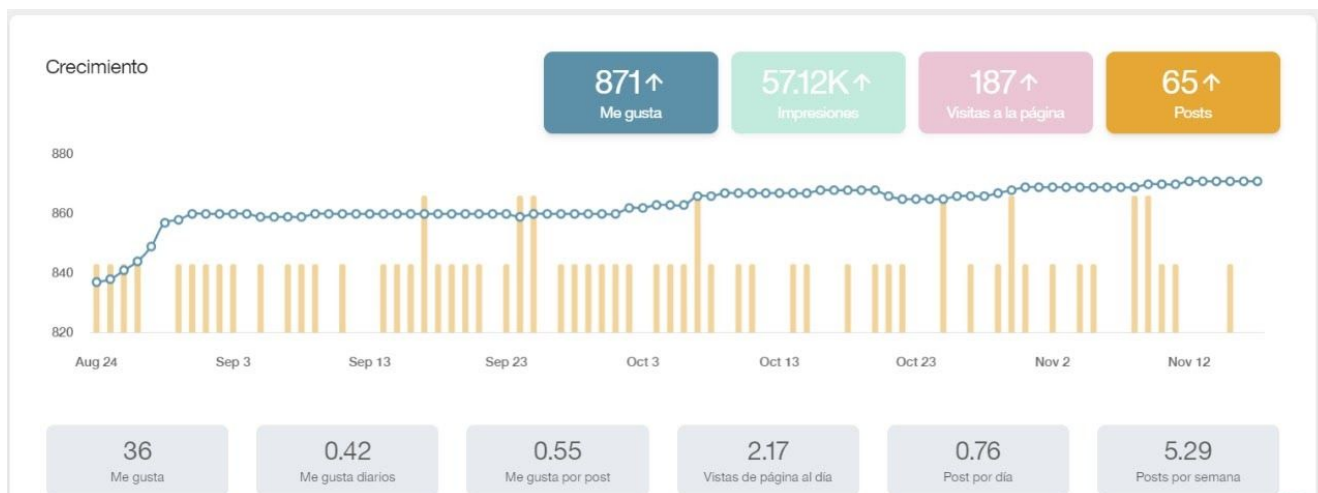 Crecimiento
871↑
Me gusta
57.12K↑
Impresiones
187↑
Visitas a la página
65↑
Posts
880
860
840
820
Aug 24 Sep 3 Sep 13 Sep 23 Oct 3 Oct 13 Oct 23 Nov 2 Nov 12
36
Me gusta
0.42
Me gusta diarios
0.55
Me gusta por post
2.17
Vistas de página al día
0.76
Post por día
5.29
Posts por semana